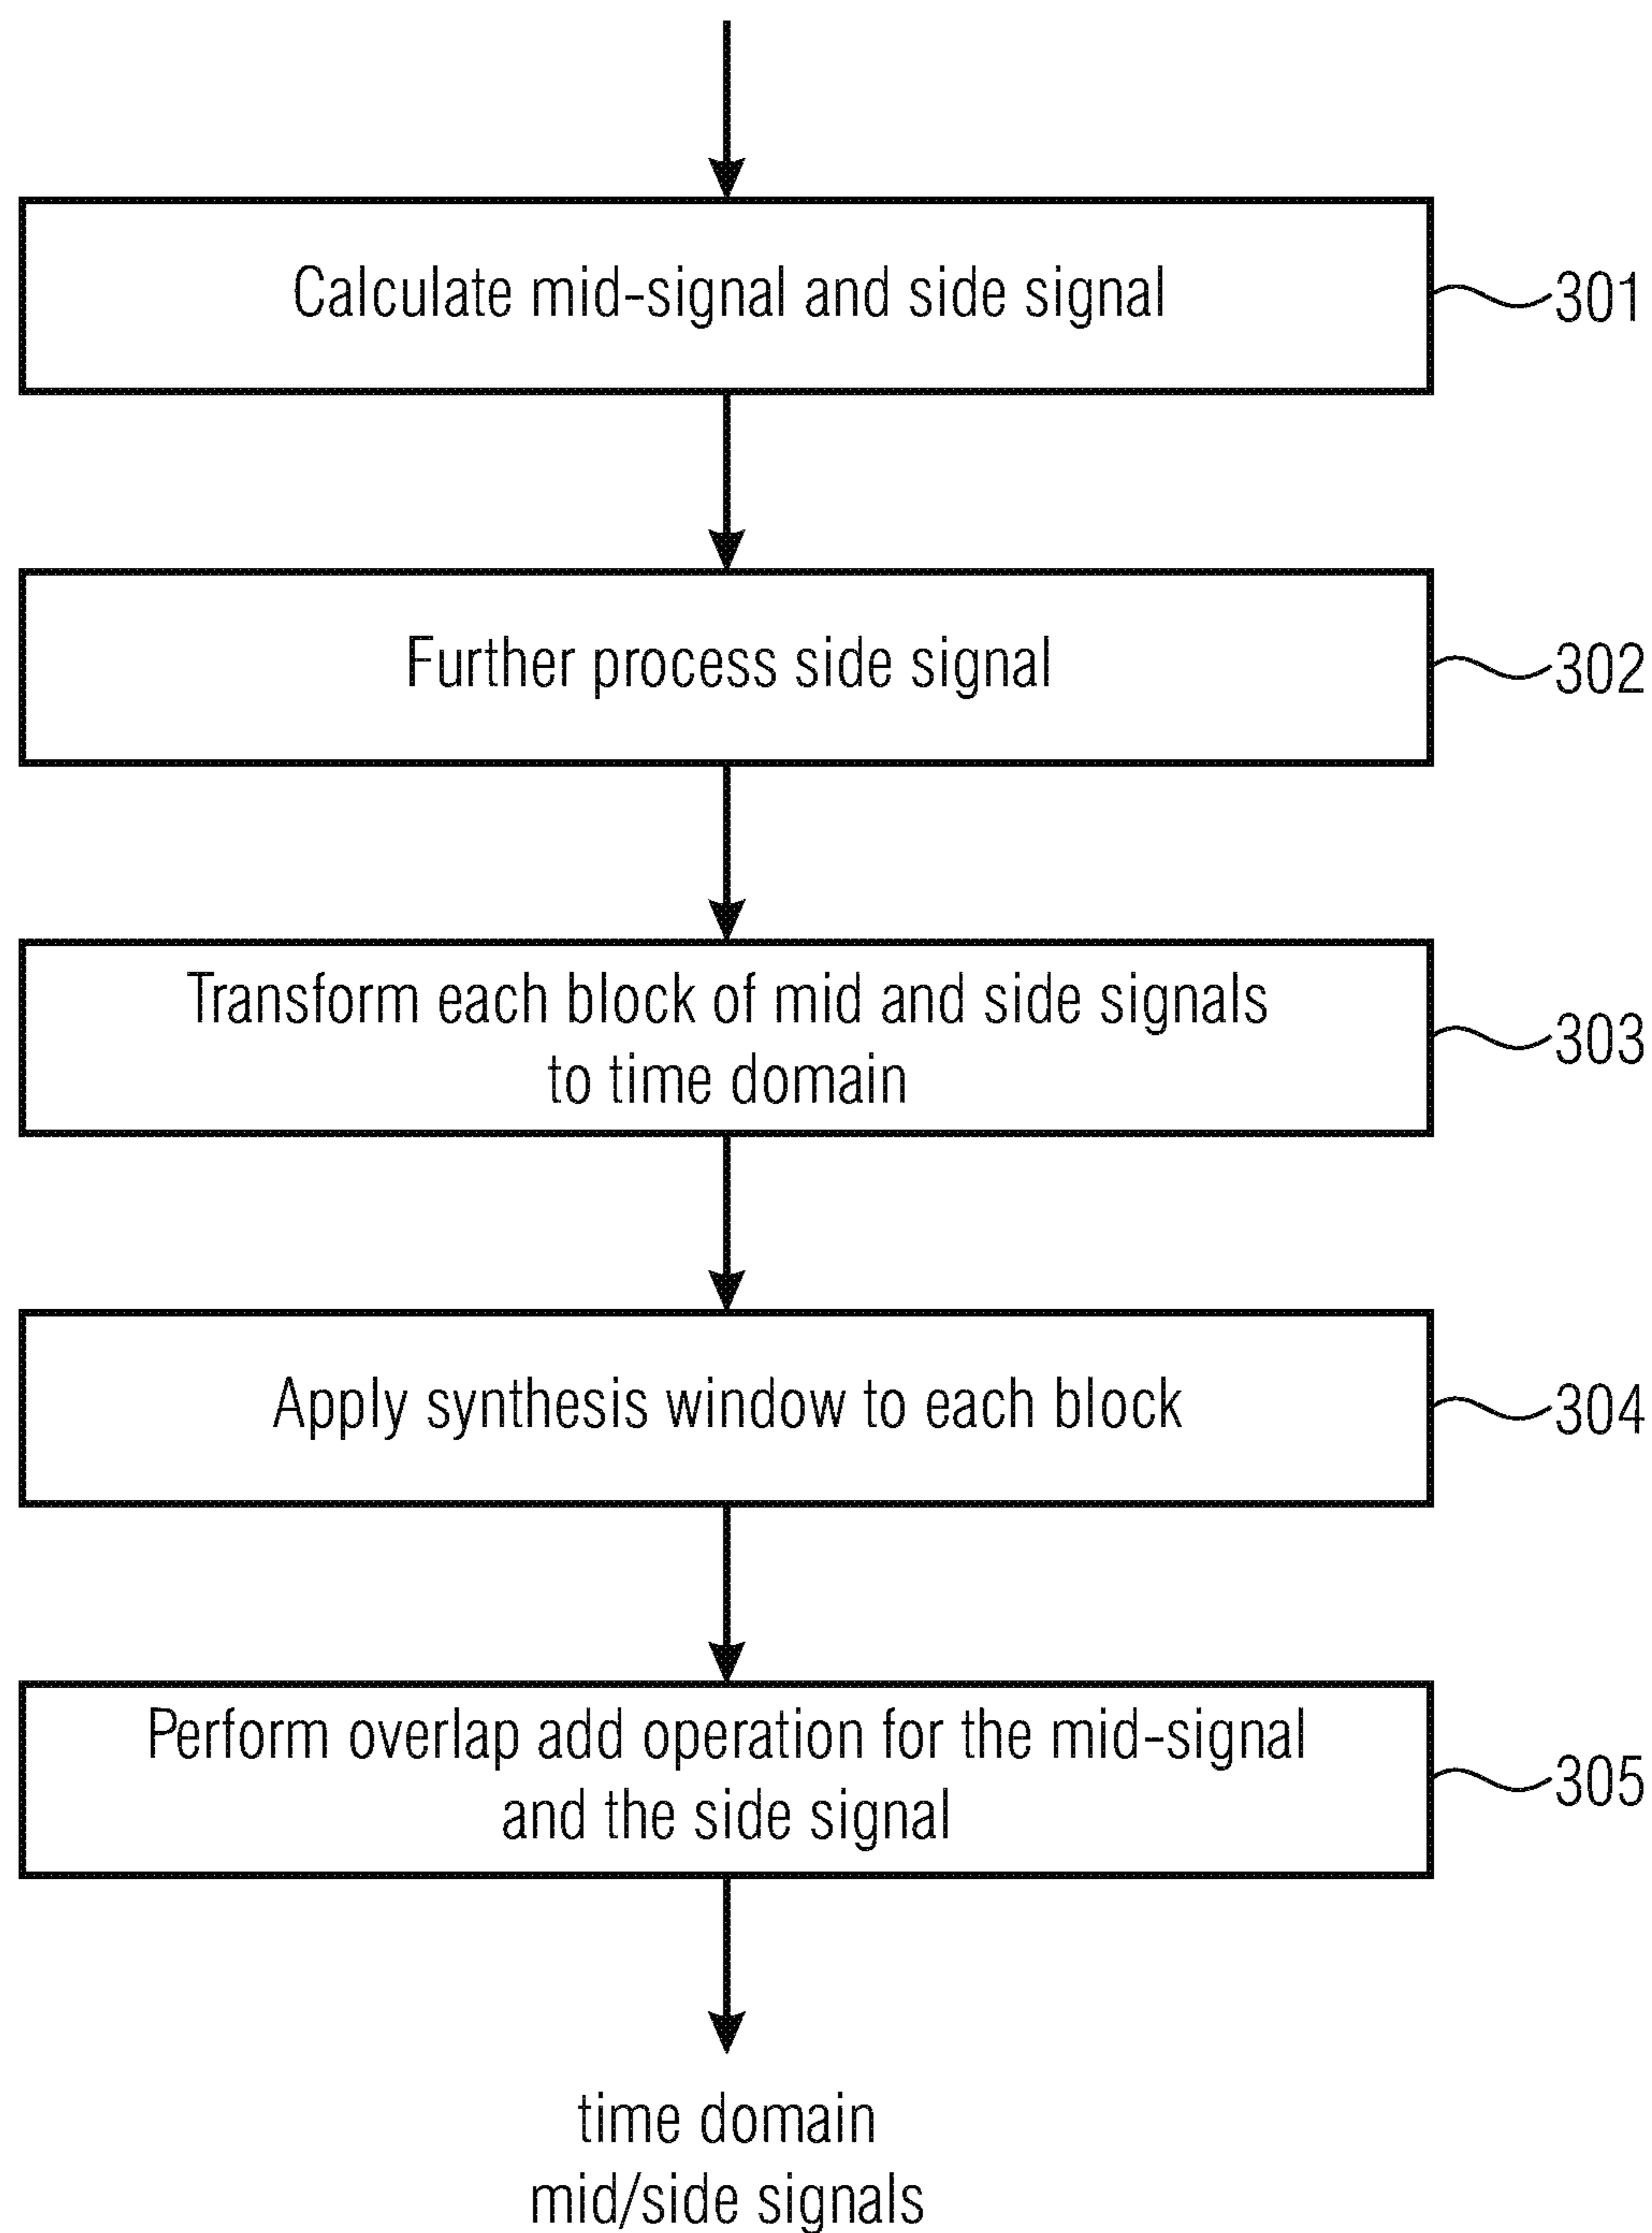 Calculate mid-signal and side signal
301
Further process side signal
302
Transform each block of mid and side signals
to time domain
303
Apply synthesis window to each block
304
Perform overlap add operation for the mid-signal
and the side signal
305
time domain
mid/side signals